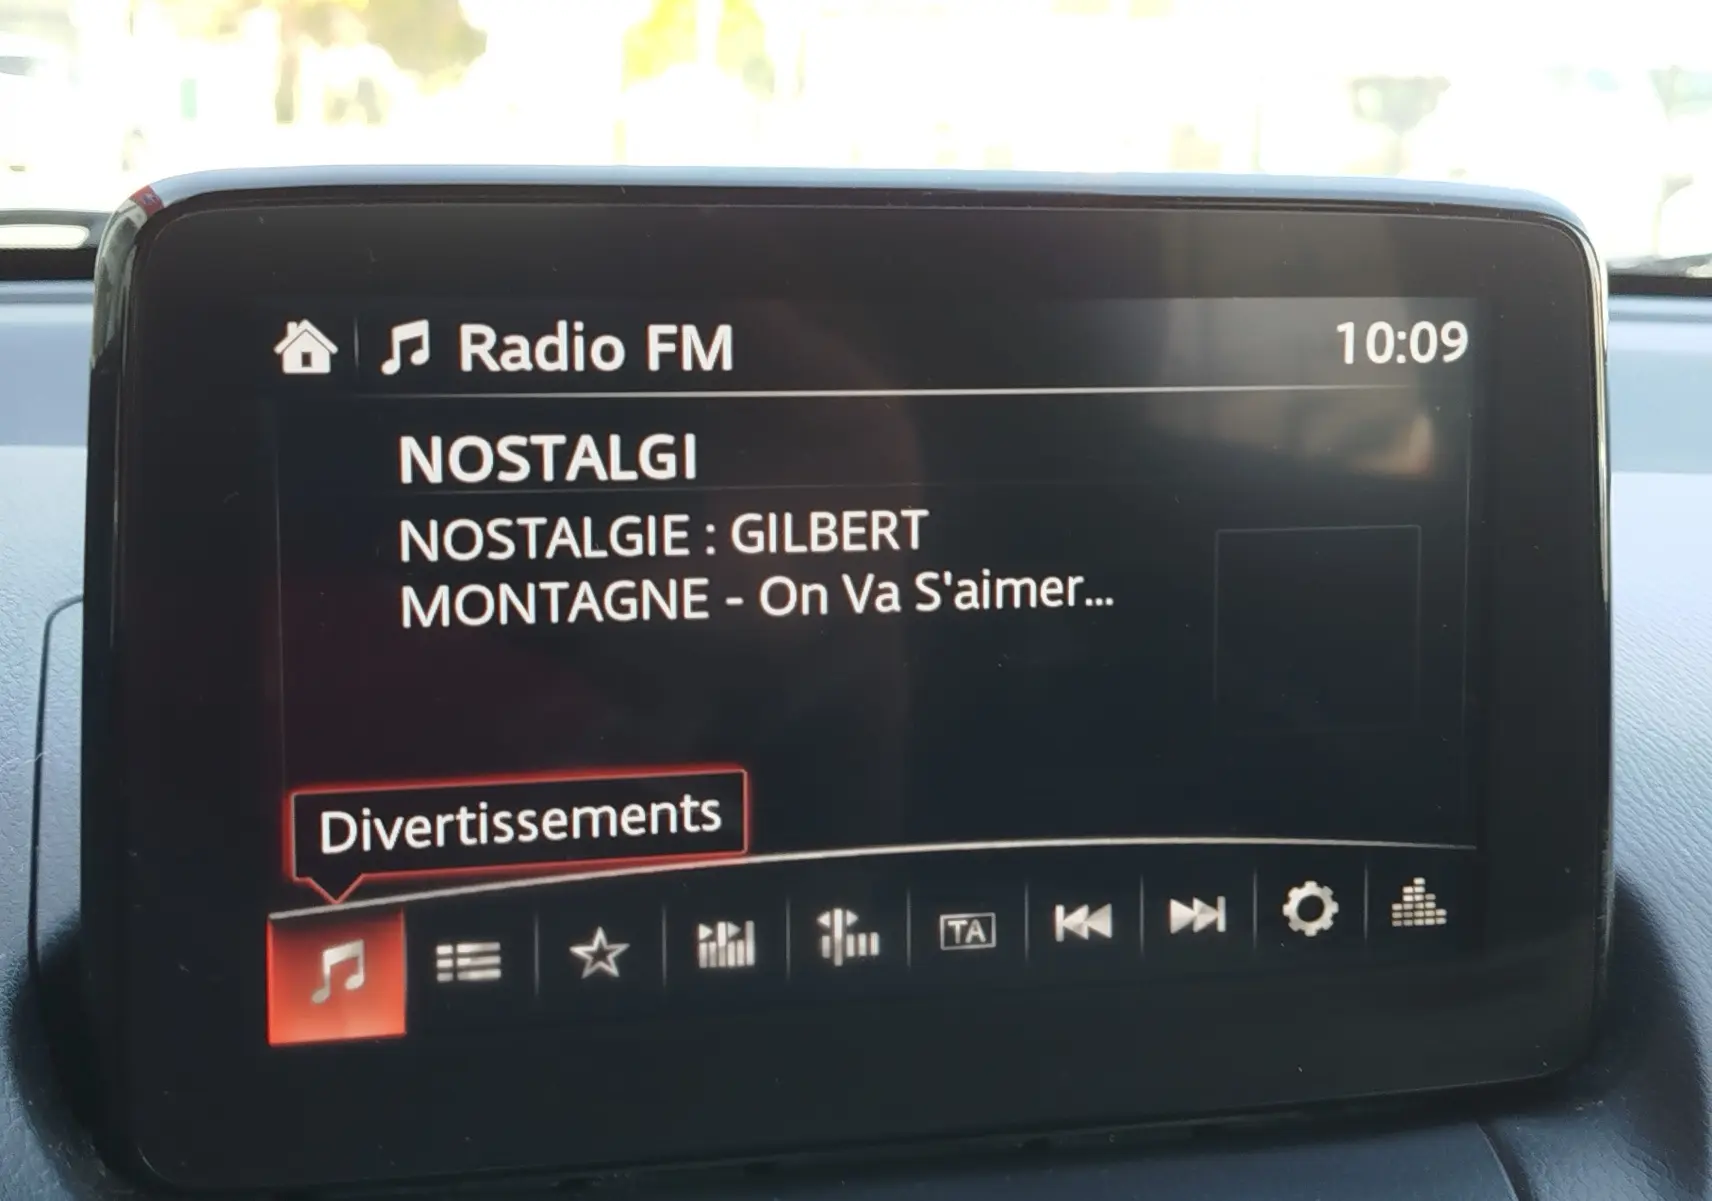 Radio FM
10:09
NOSTALGI
NOSTALGIE : GILBERT
MONTAGNE - On Va S'aimer...
Divertissements
TA